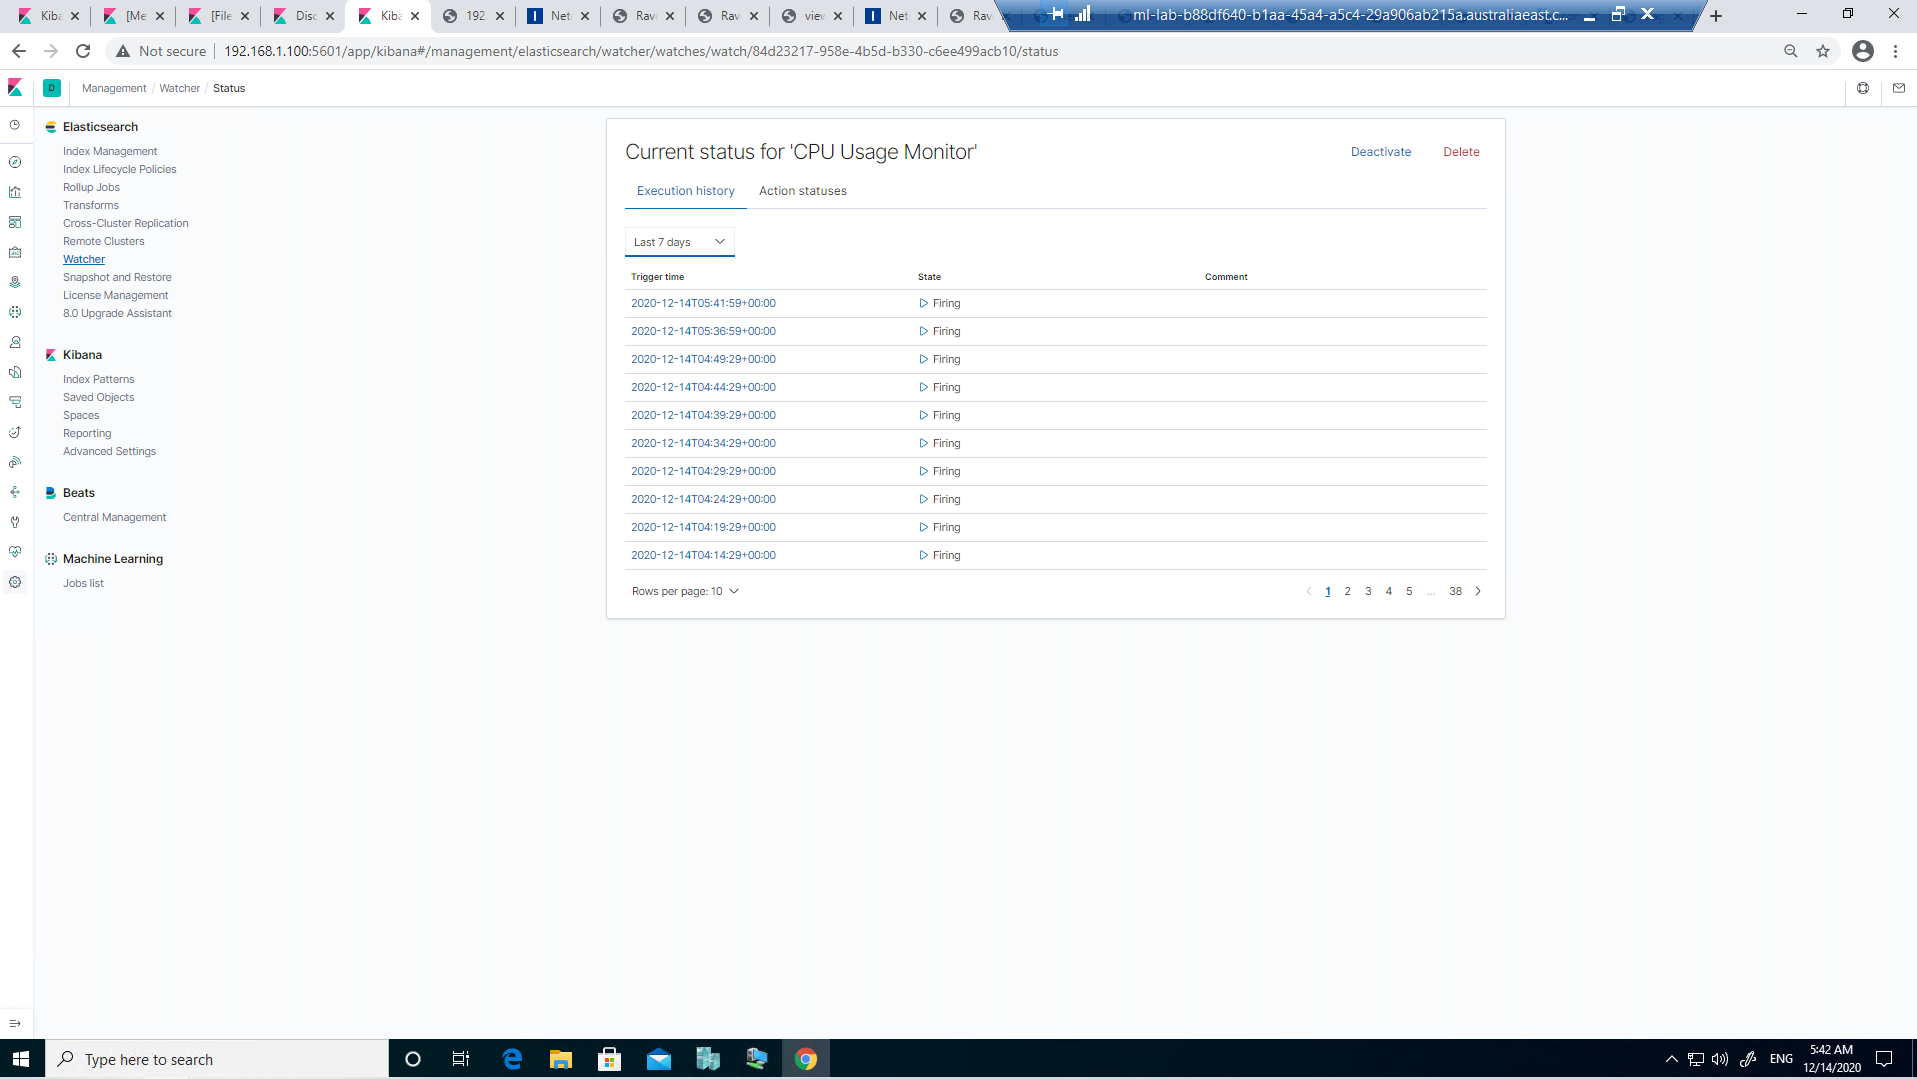 Kiba
[Me
[File
Disc
Kiba
192.
Net
Rav
Rav
view
Net
Rav
ml-lab-b88df640-b1aa-45a4-a5c4-29a906ab215a.australiaeast.c...
Not secure
192.168.1.100:5601/app/kibana#/management/elasticsearch/watcher/watches/watch/84d23217-958e-4b5d-b330-c6ee499acb10/status
D
Management / Watcher / Status
Elasticsearch
Index Management
Index Lifecycle Policies
Rollup Jobs
Transforms
Cross-Cluster Replication
Remote Clusters
Watcher
Snapshot and Restore
License Management
8.0 Upgrade Assistant
Kibana
Index Patterns
Saved Objects
Spaces
Reporting
Advanced Settings
Beats
Central Management
Machine Learning
Jobs list
Current status for 'CPU Usage Monitor'
Deactivate
Delete
Execution history
Action statuses
Last 7 days
Trigger time State Comment
2020-12-14T05:41:59+00:00 Firing
2020-12-14T05:36:59+00:00 Firing
2020-12-14T04:49:29+00:00 Firing
2020-12-14T04:44:29+00:00 Firing
2020-12-14T04:39:29+00:00 Firing
2020-12-14T04:34:29+00:00 Firing
2020-12-14T04:29:29+00:00 Firing
2020-12-14T04:24:29+00:00 Firing
2020-12-14T04:19:29+00:00 Firing
2020-12-14T04:14:29+00:00 Firing
Rows per page: 10
1 2 3 4 5 ... 38
Type here to search
ENG
5:42 AM
12/14/2020